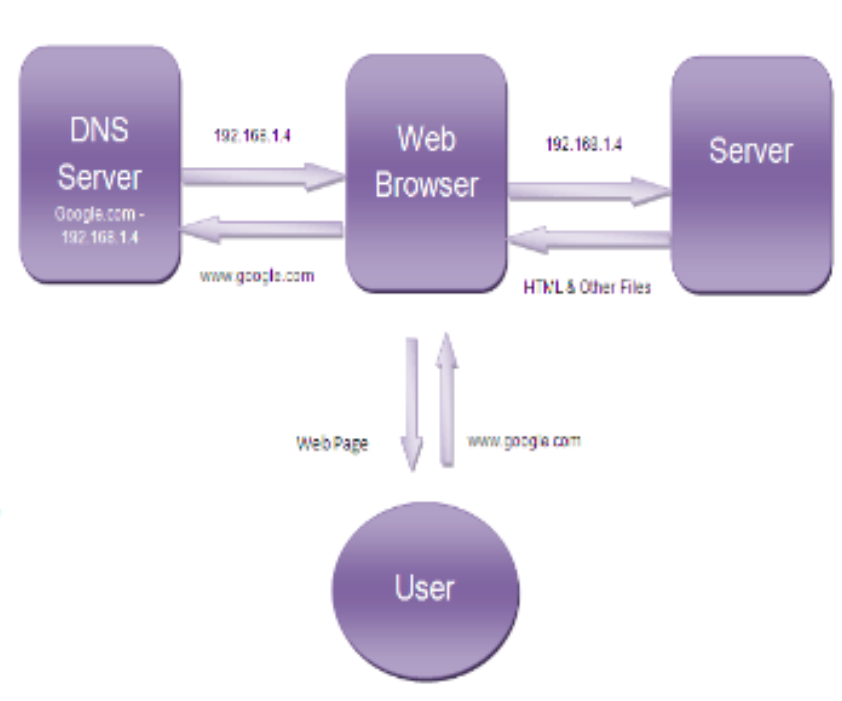 DNS
Server
Google.com -
192.168.1.4
192.168.1.4
www.google.com
Web
Browser
192.168.1.4
HTML & Other Files
Server
Web Page
www.google.com
User